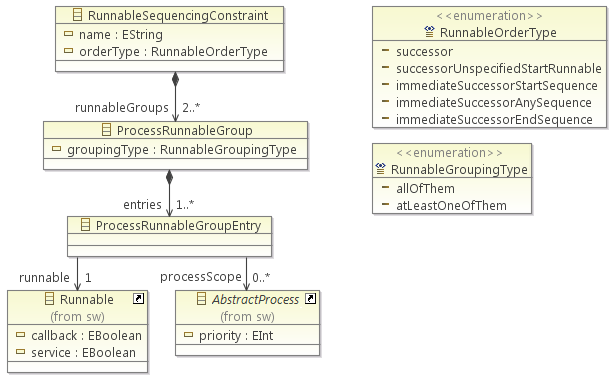 RunnableSequencingConstraint
name : EString
orderType : RunnableOrderType
runnableGroups
2..*
ProcessRunnableGroup
groupingType : RunnableGroupingType
entries
1..*
ProcessRunnableGroupEntry
runnable
1
processScope
0..*
Runnable
(from sw)
callback : EBoolean
service : EBoolean
AbstractProcess
(from sw)
priority : EInt
<<enumeration>>
RunnableOrderType
successor
successorUnspecifiedStartRunnable
immediateSuccessorStartSequence
immediateSuccessorAnySequence
immediateSuccessorEndSequence
<<enumeration>>
RunnableGroupingType
allOfThem
atLeastOneOfThem